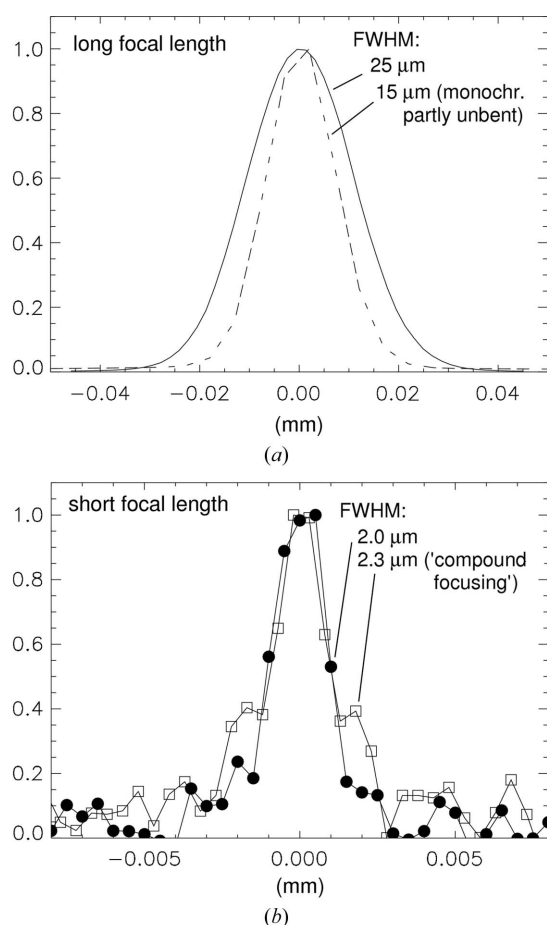 long focal length
FWHM:
25 μm
15 μm (monochr.
partly unbent)
1.0
0.8
0.6
0.4
0.2
0.0
−0.04 −0.02 0.00 0.02 0.04
(mm)
(a)
short focal length
FWHM:
2.0 μm
2.3 μm ('compound
focusing')
1.0
0.8
0.6
0.4
0.2
0.0
−0.005 0.000 0.005
(mm)
(b)